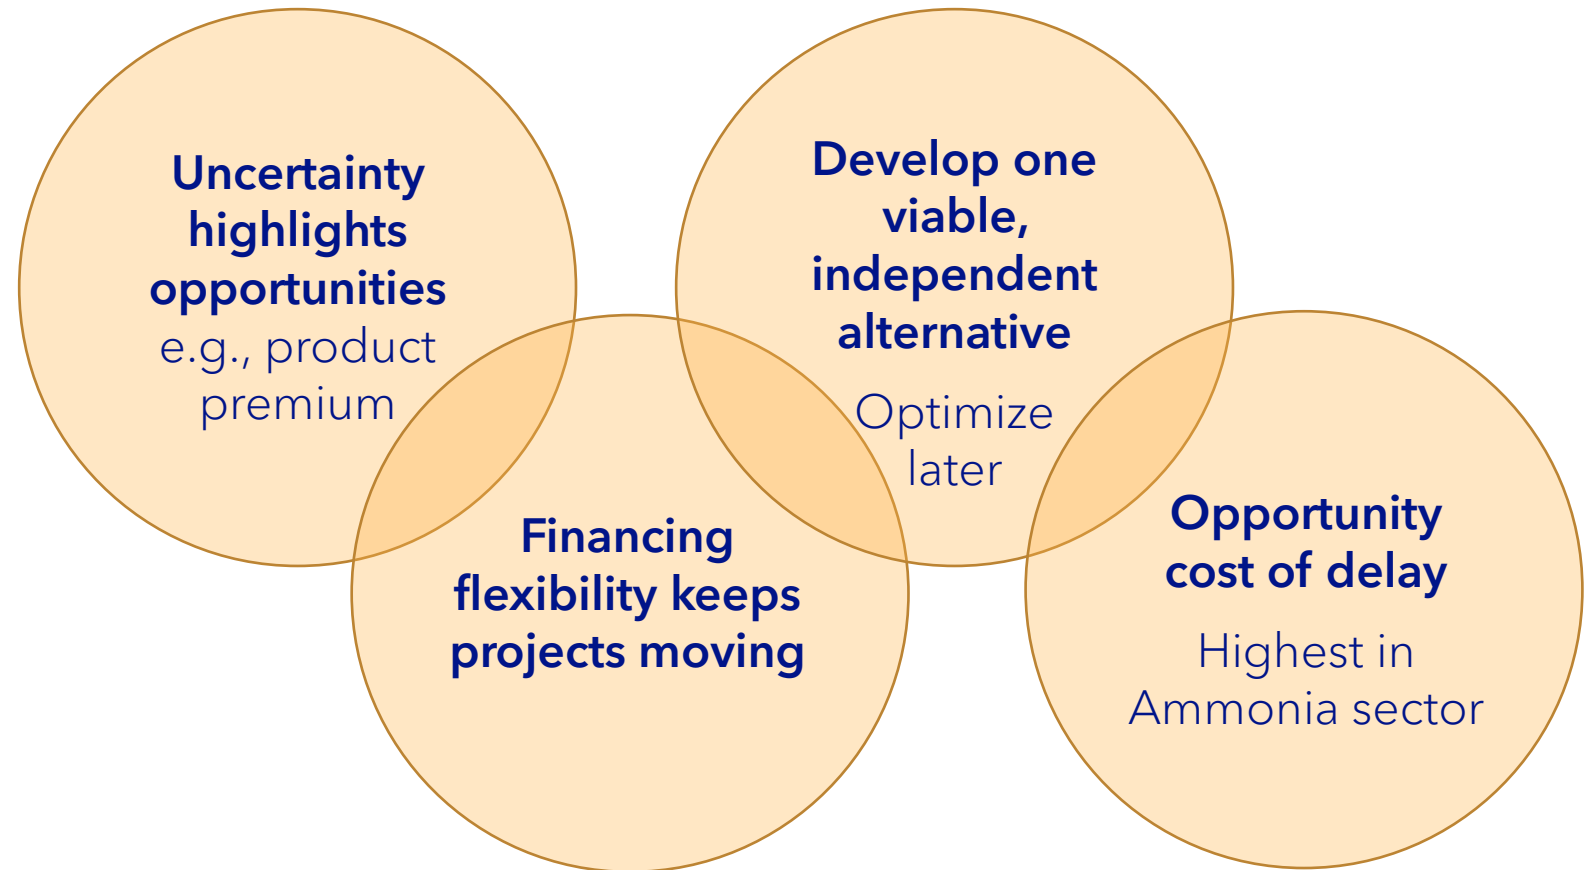 Uncertainty
highlights
opportunities
e.g., product
premium
Financing
flexibility keeps
projects moving
Develop one
viable,
independent
alternative
Optimize
later
Opportunity
cost of delay
Highest in
Ammonia sector